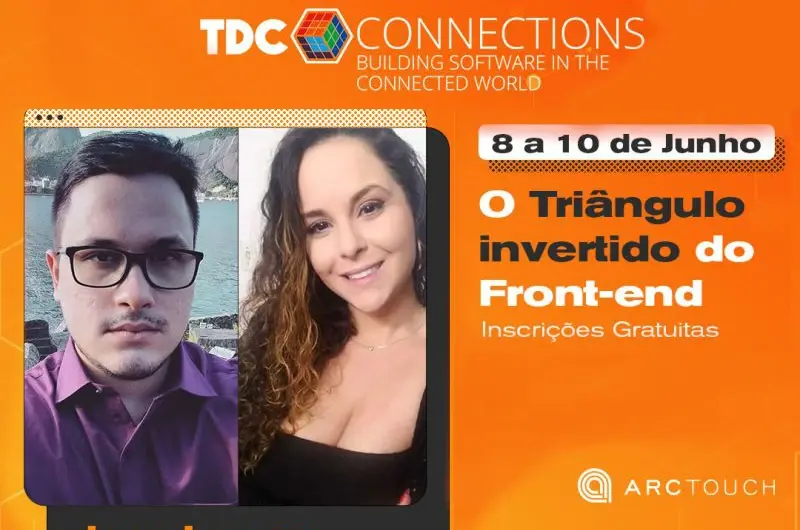 TDC CONNECTIONS
BUILDING SOFTWARE IN THE
CONNECTED WORLD
8 a 10 de Junho
O Triângulo
invertido do
Front-end
Inscrições Gratuitas
ARCTOUCH